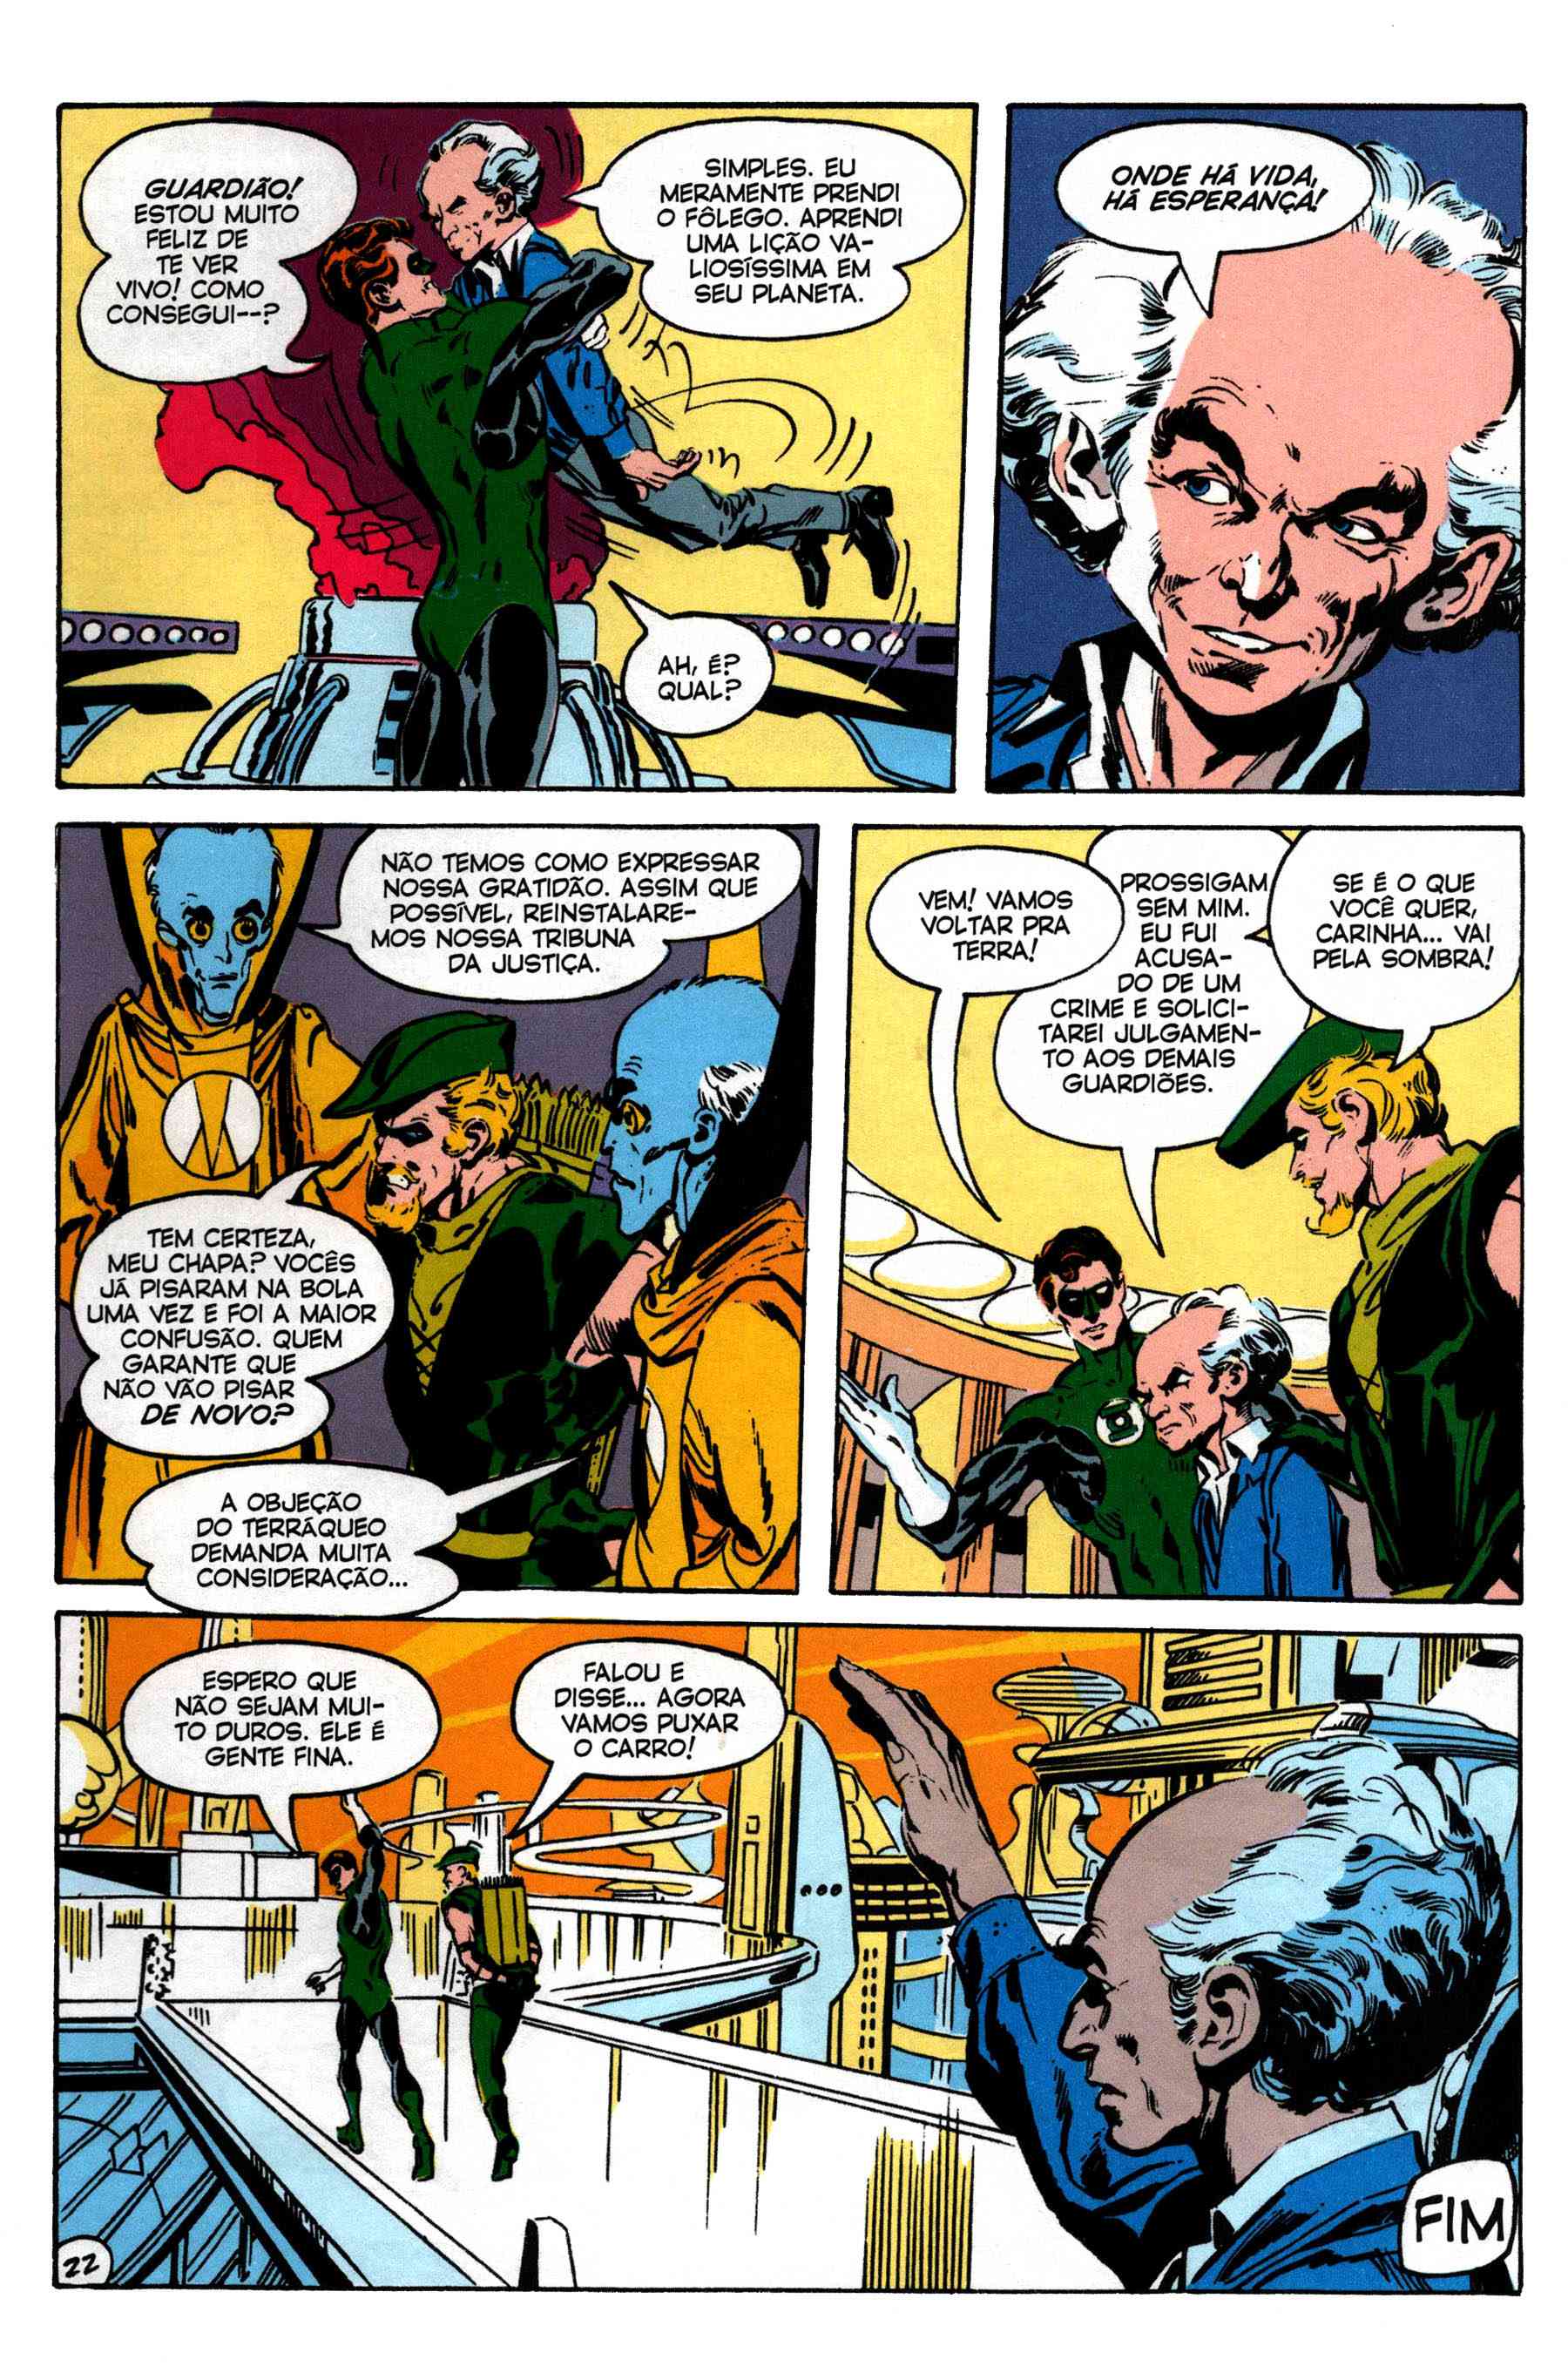 GUARDIÃO!
ESTOU MUITO
FELIZ DE
TE VER
VIVO! COMO
CONSEGUI--?
SIMPLES. EU
MERAMENTE PRENDI
O FÔLEGO. APRENDI
UMA LIÇÃO VA-
LIOSÍSSIMA EM
SEU PLANETA.
AH, É?
QUAL?
ONDE HÁ VIDA,
HÁ ESPERANÇA!
NÃO TEMOS COMO EXPRESSAR
NOSSA GRATIDÃO. ASSIM QUE
POSSÍVEL, REINSTALARE-
MOS NOSSA TRIBUNA
DA JUSTIÇA.
TEM CERTEZA,
MEU CHAPA? VOCÊS
JÁ PISARAM NA BOLA
UMA VEZ E FOI A MAIOR
CONFUSÃO. QUEM
GARANTE QUE
NÃO VÃO PISAR
DE NOVO?
A OBJEÇÃO
DO TERRÁQUEO
DEMANDA MUITA
CONSIDERAÇÃO...
VEM! VAMOS
VOLTAR PRA
TERRA!
PROSSIGAM
SEM MIM.
EU FUI
ACUSA-
DO DE UM
CRIME E SOLICI-
TAREI JULGAMEN-
TO AOS DEMAIS
GUARDIÕES.
SE É O QUE
VOCÊ QUER,
CARINHA... VAI
PELA SOMBRA!
ESPERO QUE
NÃO SEJAM MUI-
TO DUROS. ELE É
GENTE FINA.
FALOU E
DISSE... AGORA
VAMOS PUXAR
O CARRO!
FIM
22